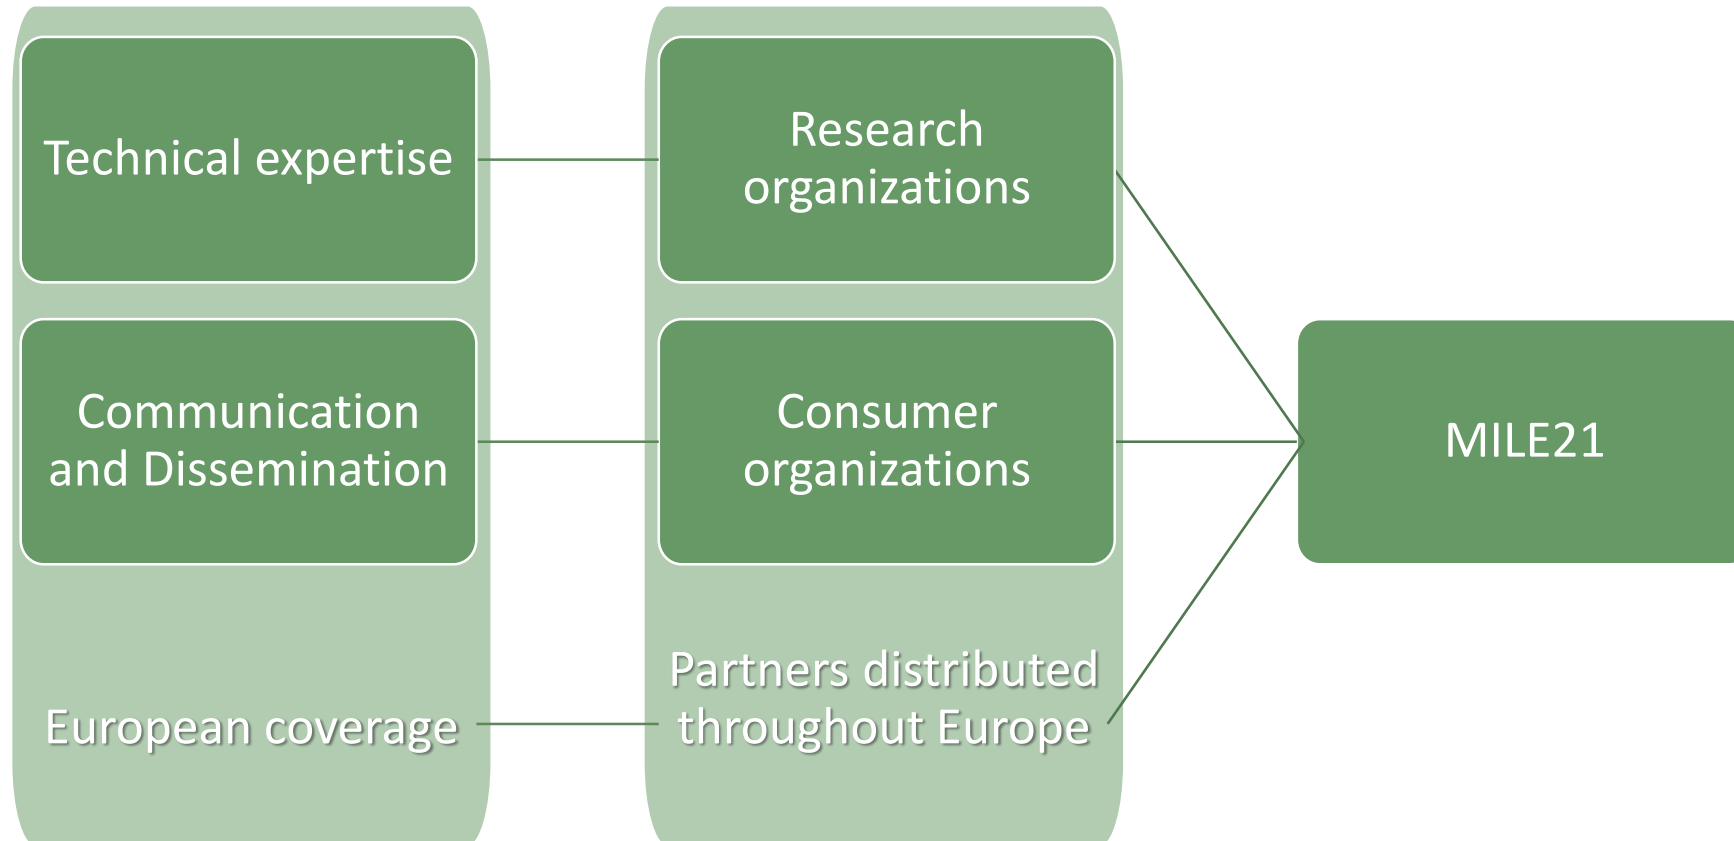 Technical expertise
Research
organizations
Communication
and Dissemination
Consumer
organizations
MILE21
European coverage
Partners distributed
throughout Europe